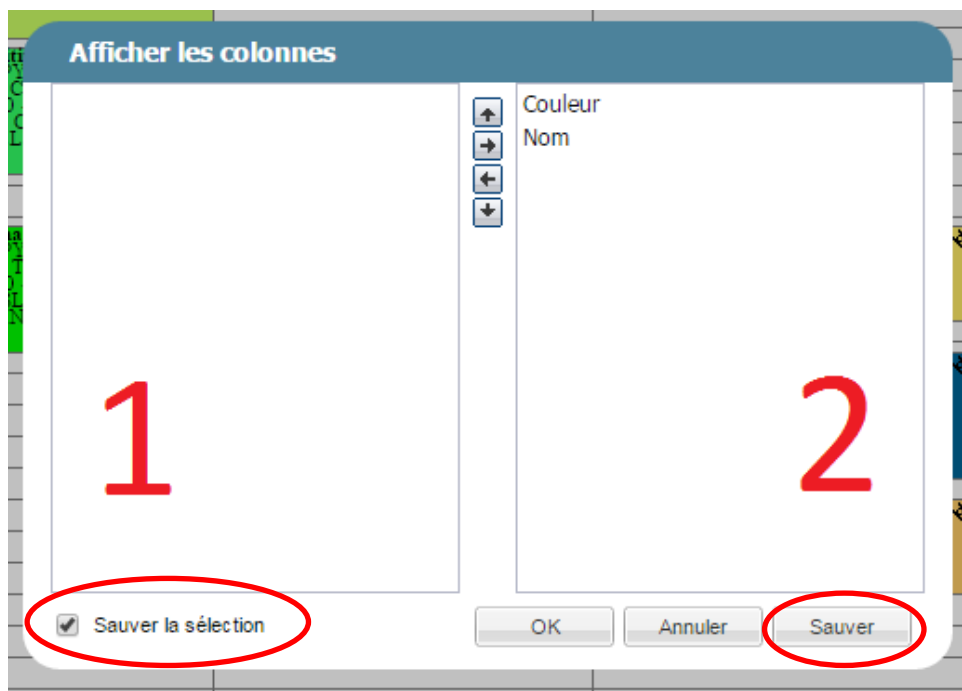 Afficher les colonnes
Couleur
Nom
1
2
Sauver la sélection
OK
Annuler
Sauver